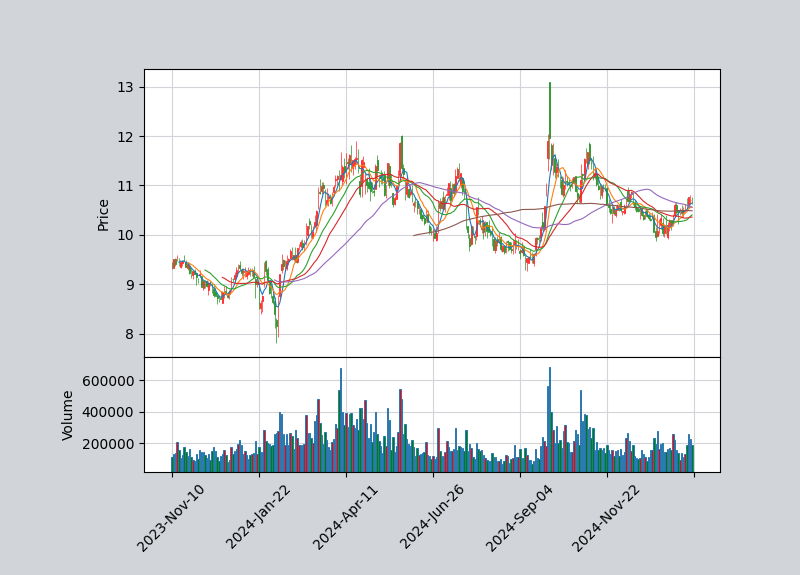 Price
13
12
11
10
9
8
Volume
600000
400000
200000
2023-Nov-10
2024-Jan-22
2024-Apr-11
2024-Jun-26
2024-Sep-04
2024-Nov-22